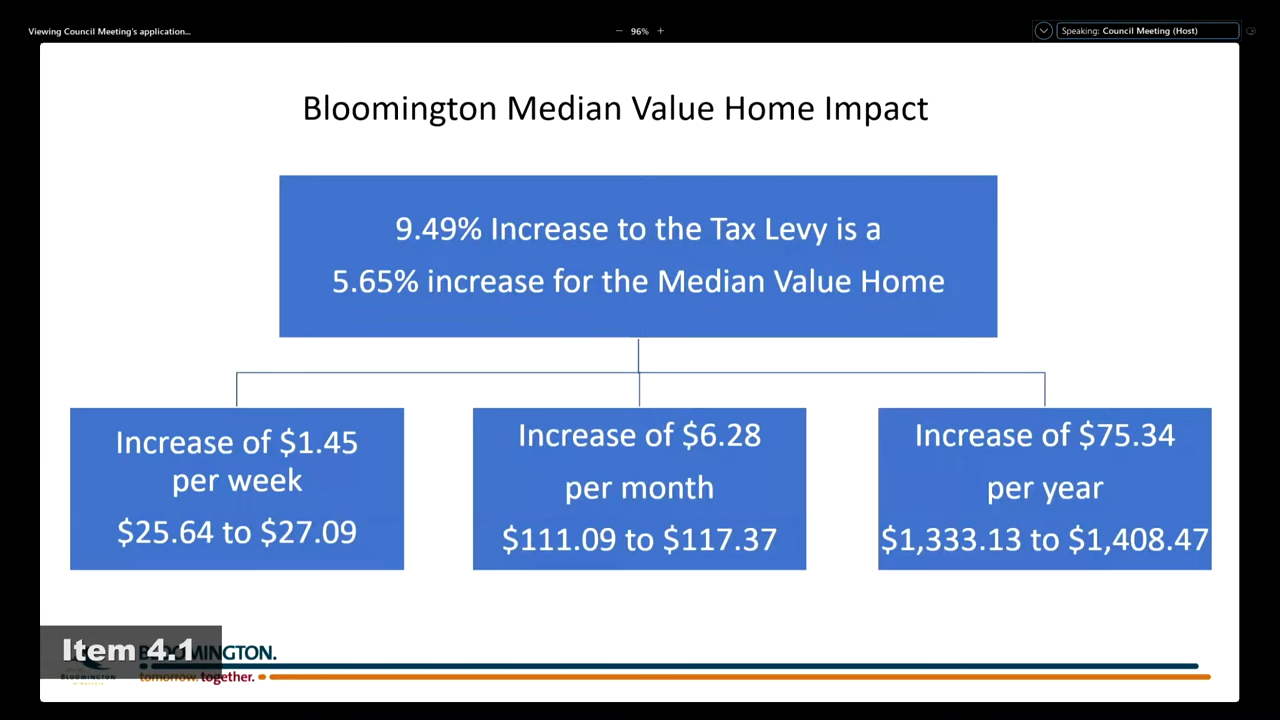 Viewing Council Meeting's application...
96%
Speaking: Council Meeting (Host)
Bloomington Median Value Home Impact
9.49% Increase to the Tax Levy is a
5.65% increase for the Median Value Home
Increase of $1.45
per week
$25.64 to $27.09
Increase of $6.28
per month
$111.09 to $117.37
Increase of $75.34
per year
$1,333.13 to $1,408.47
Item 4.1
BLOOMINGTON.
tomorrow. together.
BLOOMINGTON